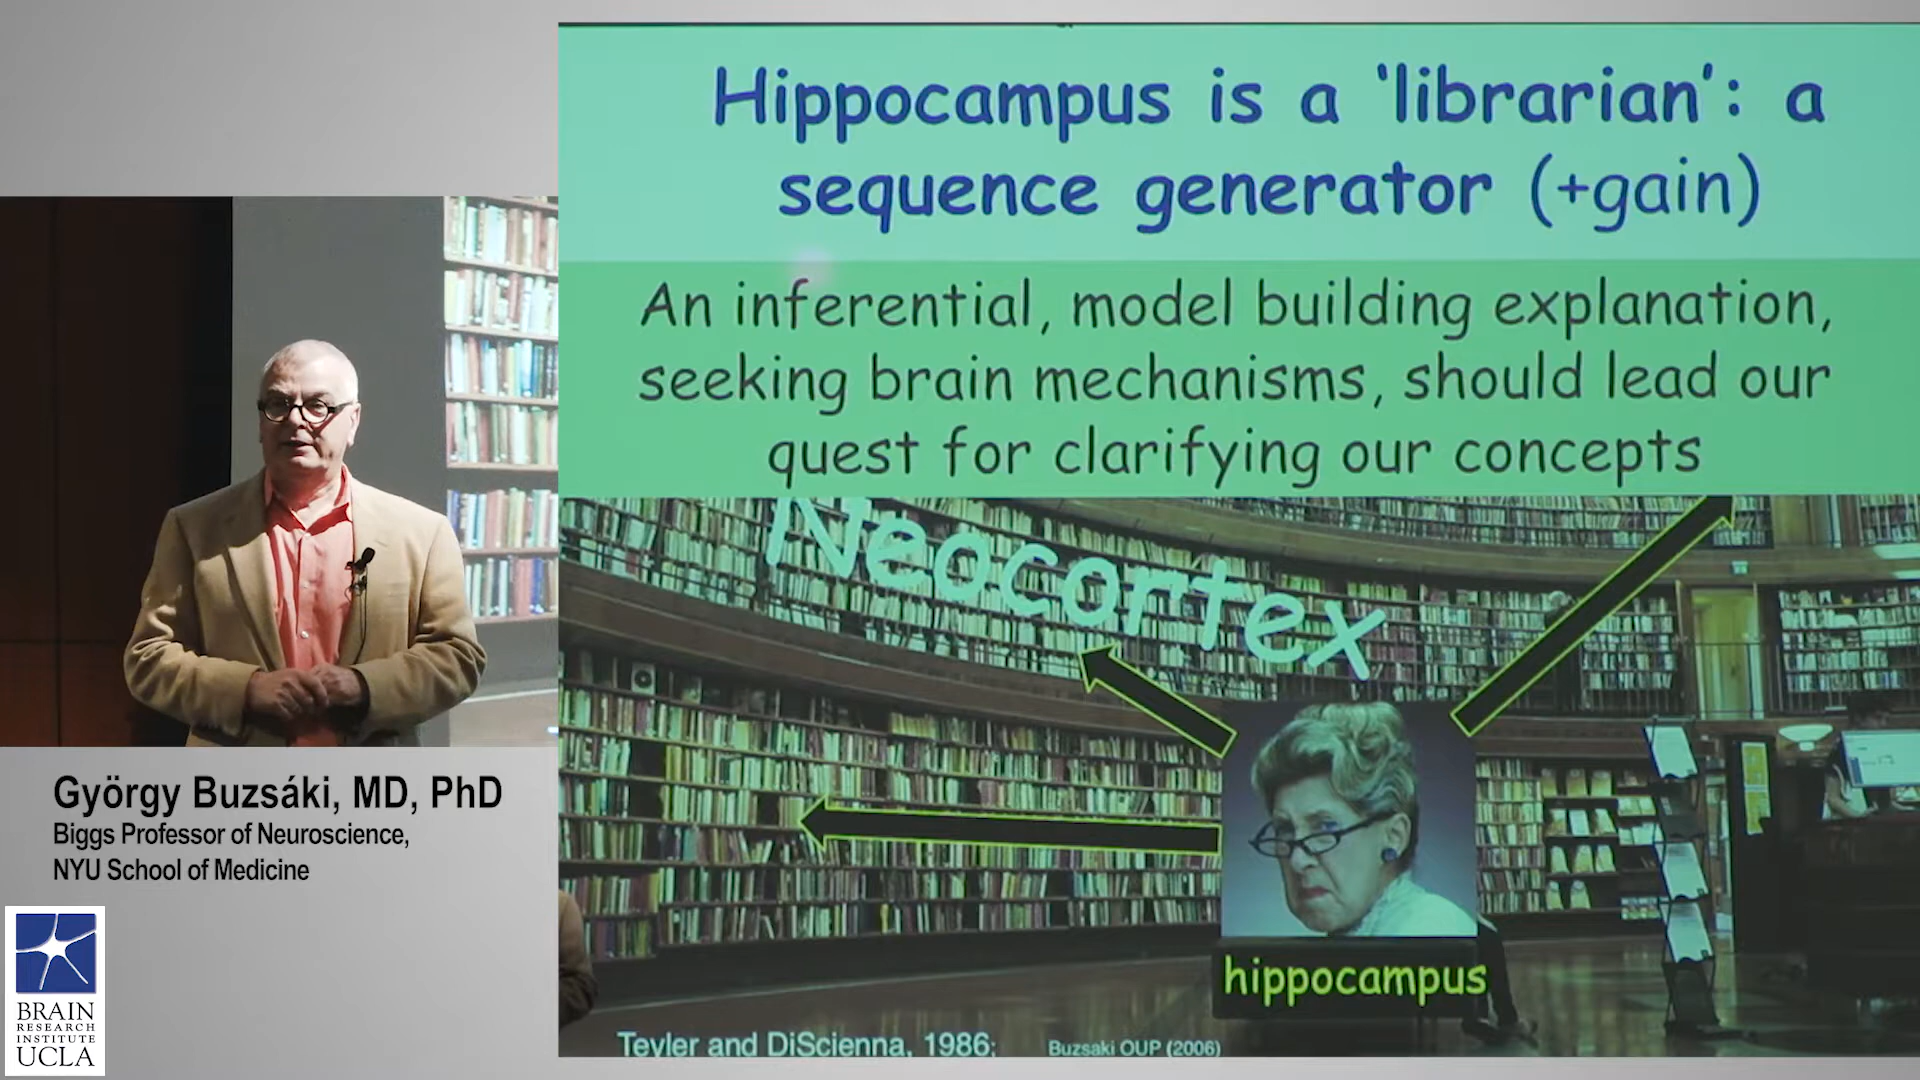 Hippocampus is a 'librarian': a
sequence generator (+gain)
An inferential, model building explanation,
seeking brain mechanisms, should lead our
quest for clarifying our concepts
Neocortex
hippocampus
Teyler and DiScienna, 1986;
Buzsaki OUP (2006)
György Buzsáki, MD, PhD
Biggs Professor of Neuroscience,
NYU School of Medicine
BRAIN
RESEARCH
INSTITUTE
UCLA